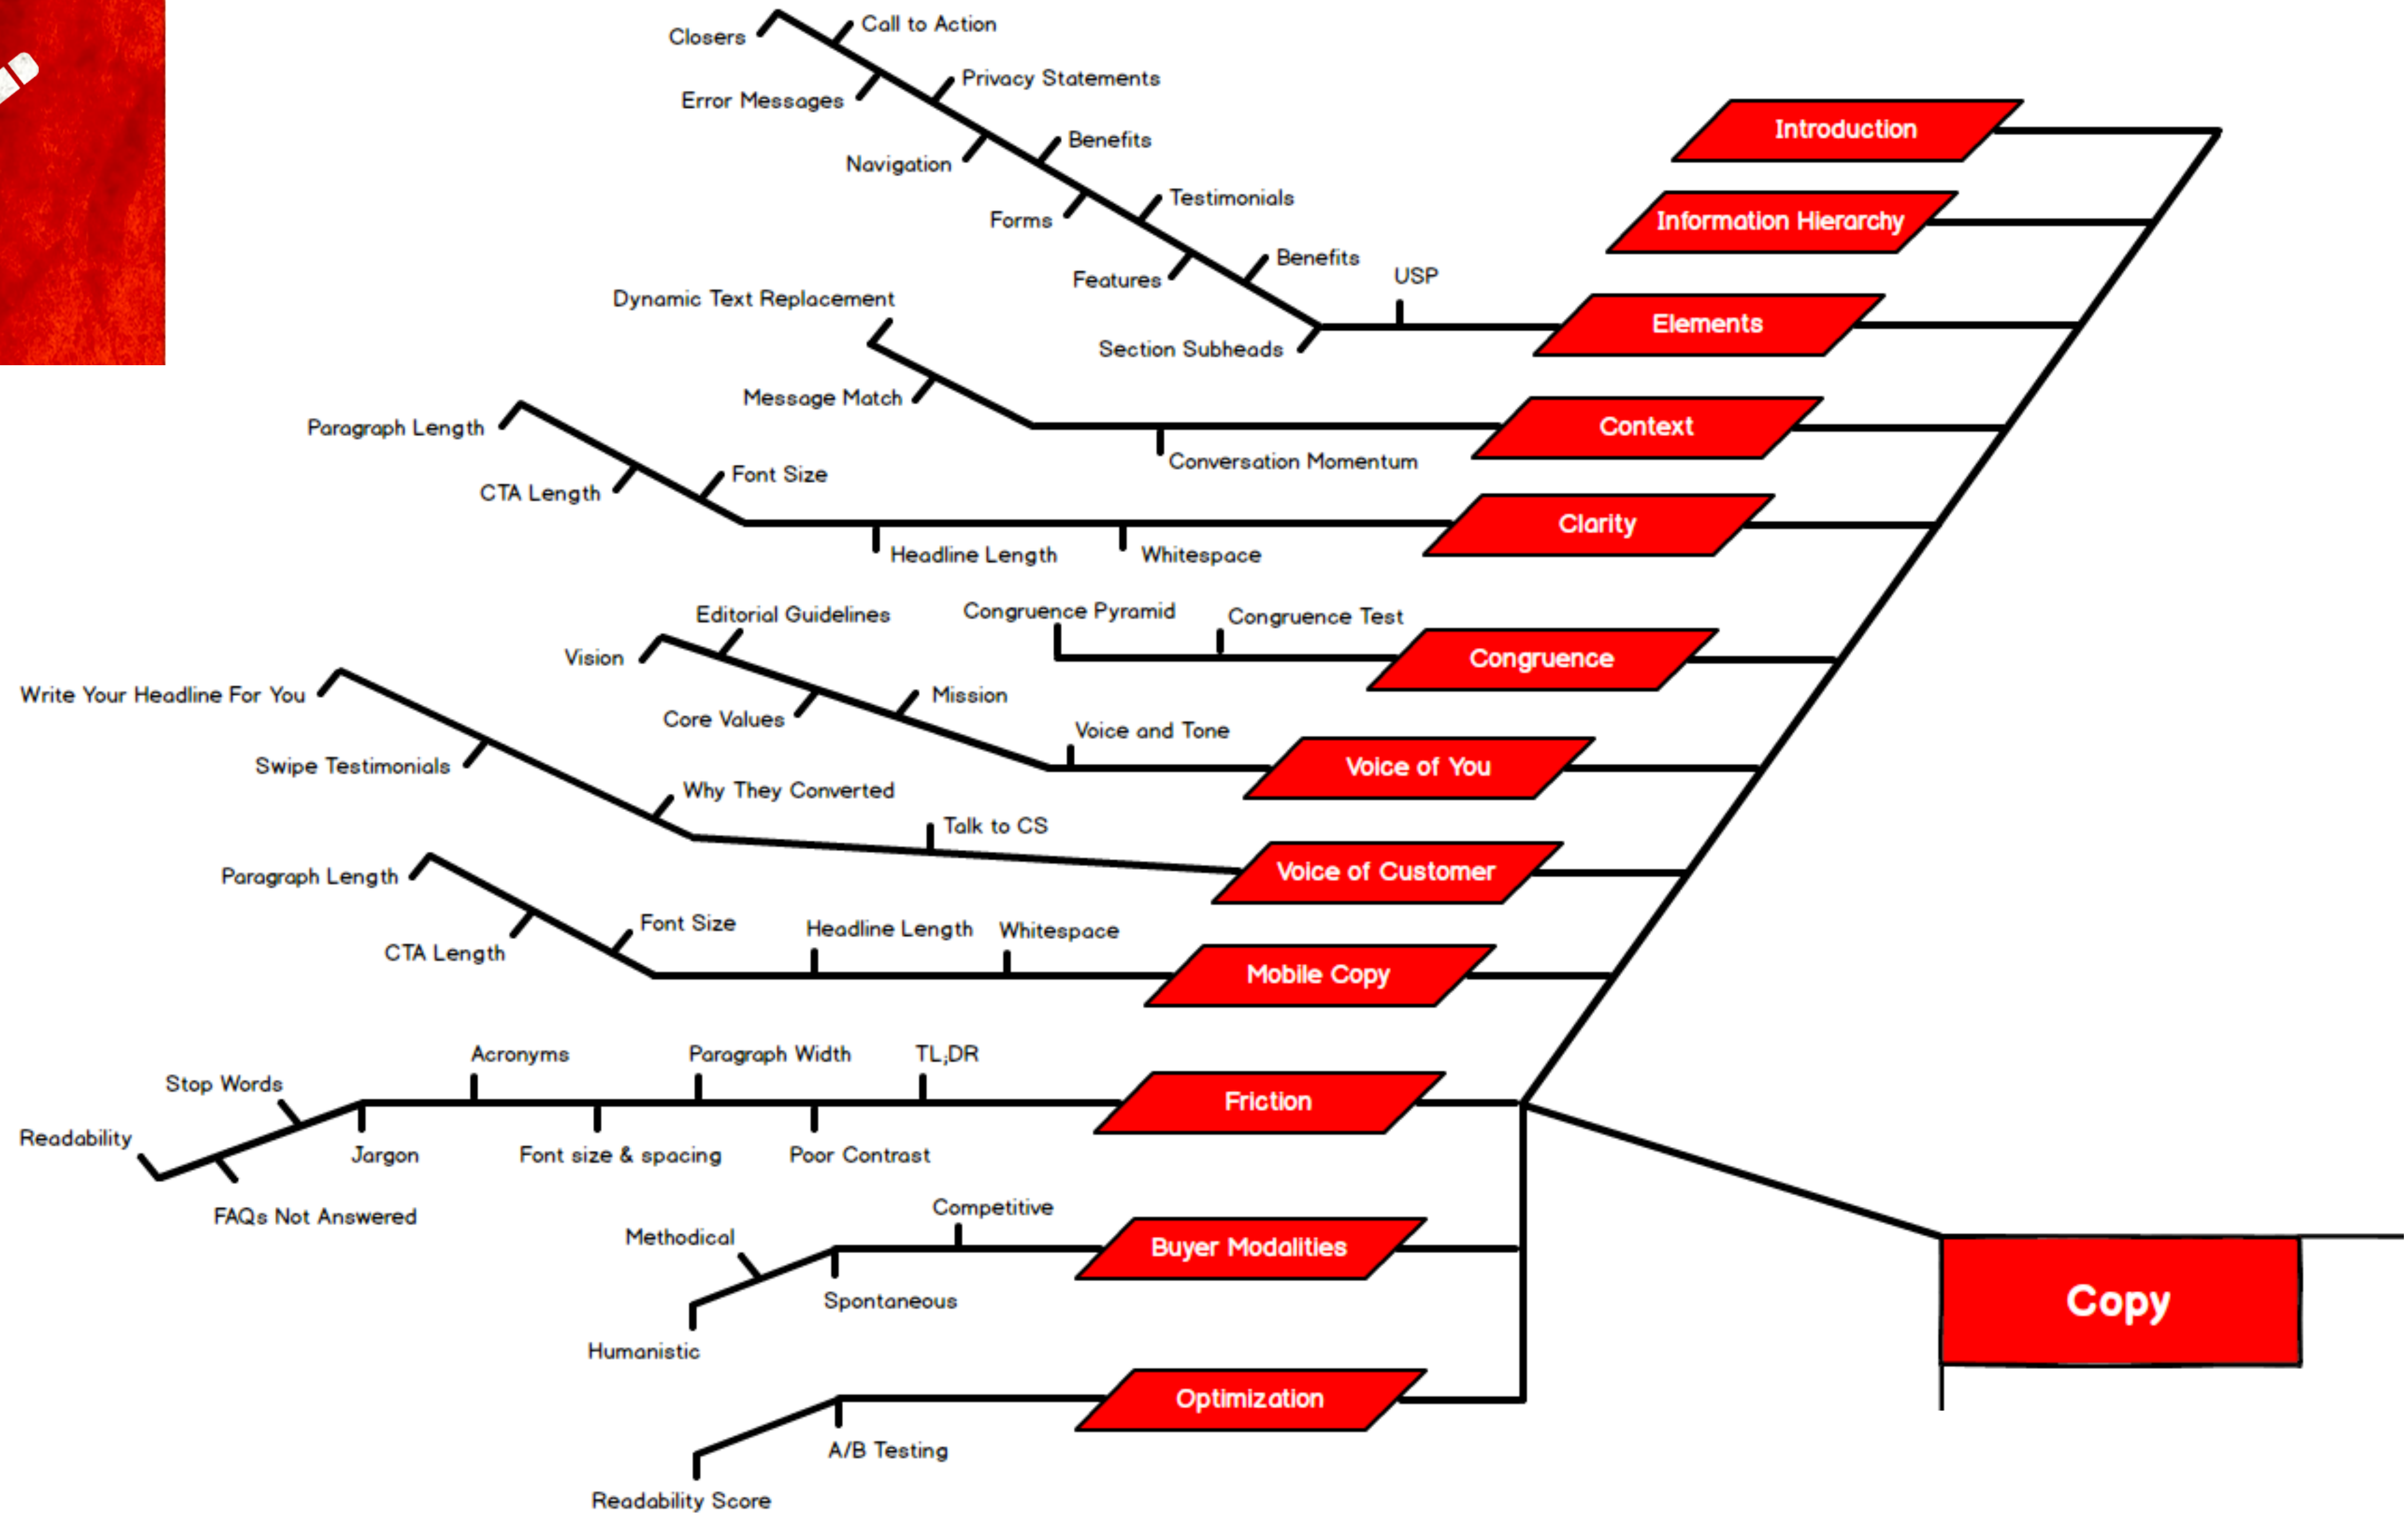 Closers
Call to Action
Error Messages
Privacy Statements
Navigation
Benefits
Forms
Testimonials
Features
Benefits
Section Subheads
USP
Introduction
Information Hierarchy
Elements
Dynamic Text Replacement
Message Match
Conversation Momentum
Context
Paragraph Length
CTA Length
Font Size
Headline Length
Whitespace
Clarity
Congruence Pyramid
Congruence Test
Congruence
Vision
Editorial Guidelines
Core Values
Mission
Voice and Tone
Voice of You
Write Your Headline For You
Swipe Testimonials
Why They Converted
Talk to CS
Voice of Customer
Paragraph Length
CTA Length
Font Size
Headline Length
Whitespace
Mobile Copy
Readability
Stop Words
FAQs Not Answered
Jargon
Acronyms
Font size & spacing
Paragraph Width
Poor Contrast
TL;DR
Friction
Humanistic
Methodical
Spontaneous
Competitive
Buyer Modalities
Readability Score
A/B Testing
Optimization
Copy